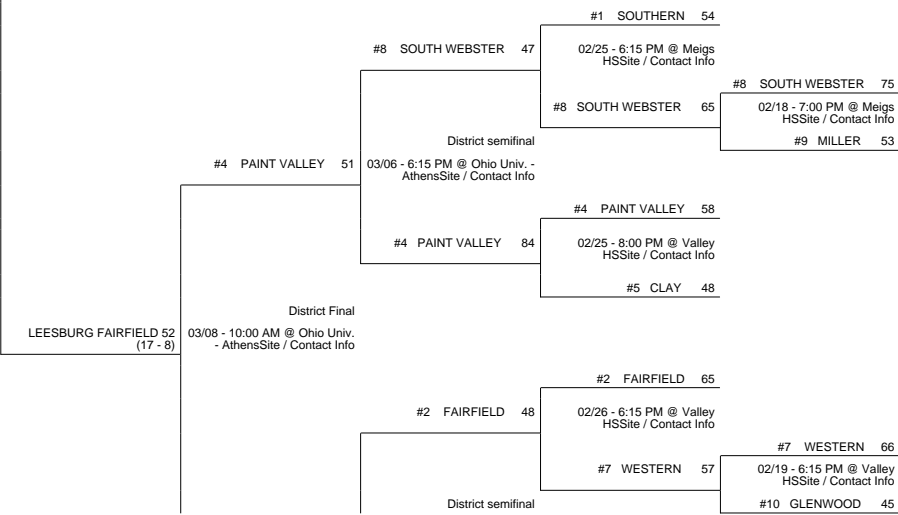 #1 SOUTHERN 54
#8 SOUTH WEBSTER 47
02/25 - 6:15 PM @ Meigs
HSSite / Contact Info
#8 SOUTH WEBSTER 75
#8 SOUTH WEBSTER 65
02/18 - 7:00 PM @ Meigs
HSSite / Contact Info
#9 MILLER 53
District semifinal
#4 PAINT VALLEY 51
03/06 - 6:15 PM @ Ohio Univ. -
AthensSite / Contact Info
#4 PAINT VALLEY 58
#4 PAINT VALLEY 84
02/25 - 8:00 PM @ Valley
HSSite / Contact Info
#5 CLAY 48
District Final
LEESBURG FAIRFIELD 52
(17 - 8)
03/08 - 10:00 AM @ Ohio Univ.
- AthensSite / Contact Info
#2 FAIRFIELD 65
#2 FAIRFIELD 48
02/26 - 6:15 PM @ Valley
HSSite / Contact Info
#7 WESTERN 66
#7 WESTERN 57
02/19 - 6:15 PM @ Valley
HSSite / Contact Info
District semifinal
#10 GLENWOOD 45